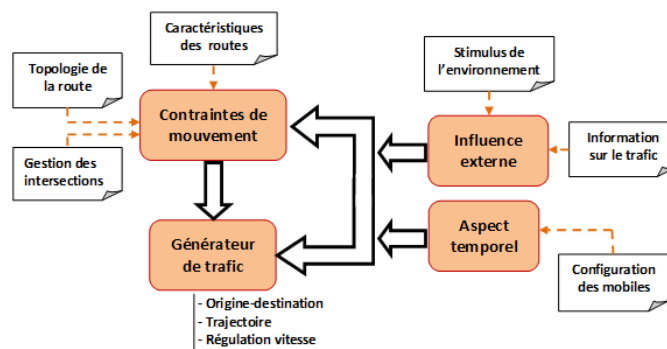 Caractéristiques
des routes
Stimulus de
l'environnement
Topologie de
la route
Contraintes de
mouvement
Influence
externe
Information
sur le trafic
Gestion des
intersections
Générateur
de trafic
Aspect
temporel
Configuration
des mobiles
- Origine-destination
- Trajectoire
- Régulation vitesse